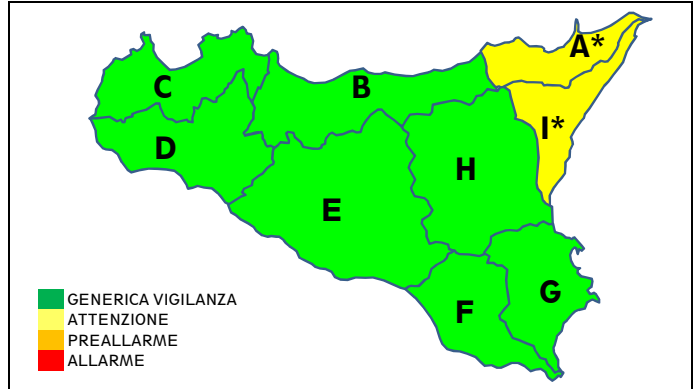 A*
C
B
I*
D
H
E
G
F
GENERICA VIGILANZA
ATTENZIONE
PREALLARME
ALLARME